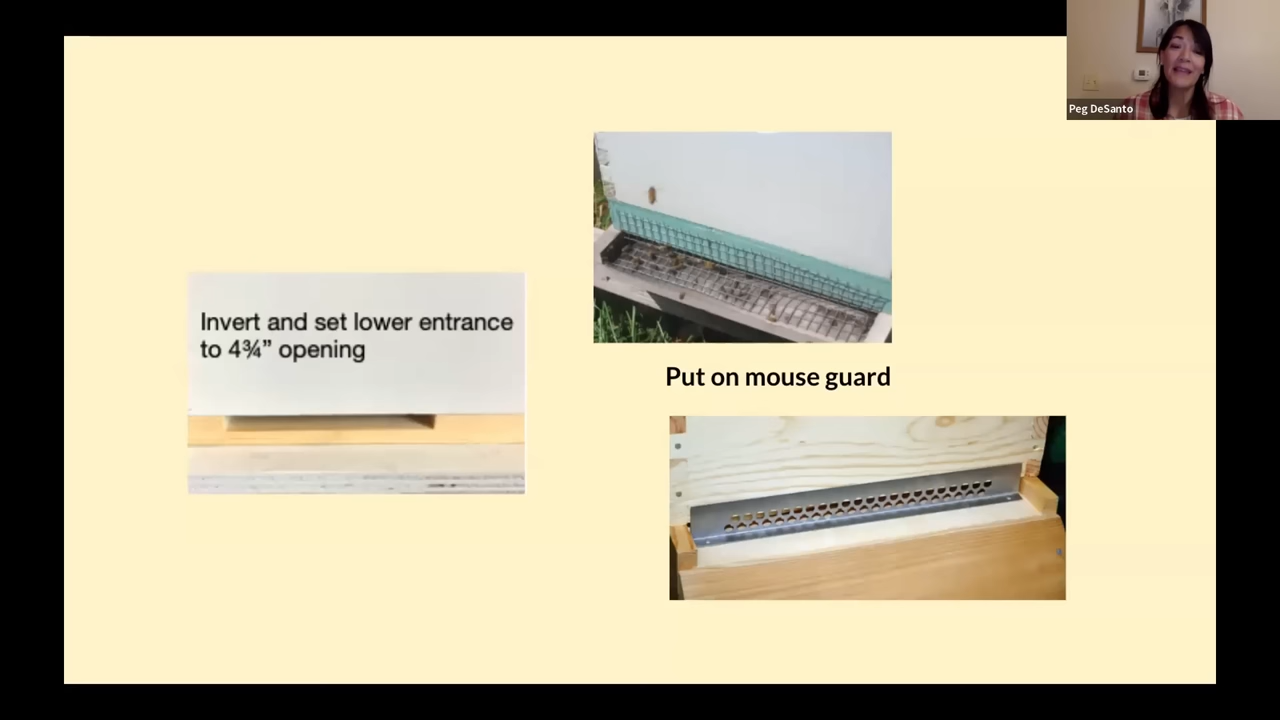 Peg DeSanto
Invert and set lower entrance
to 4¾” opening
Put on mouse guard